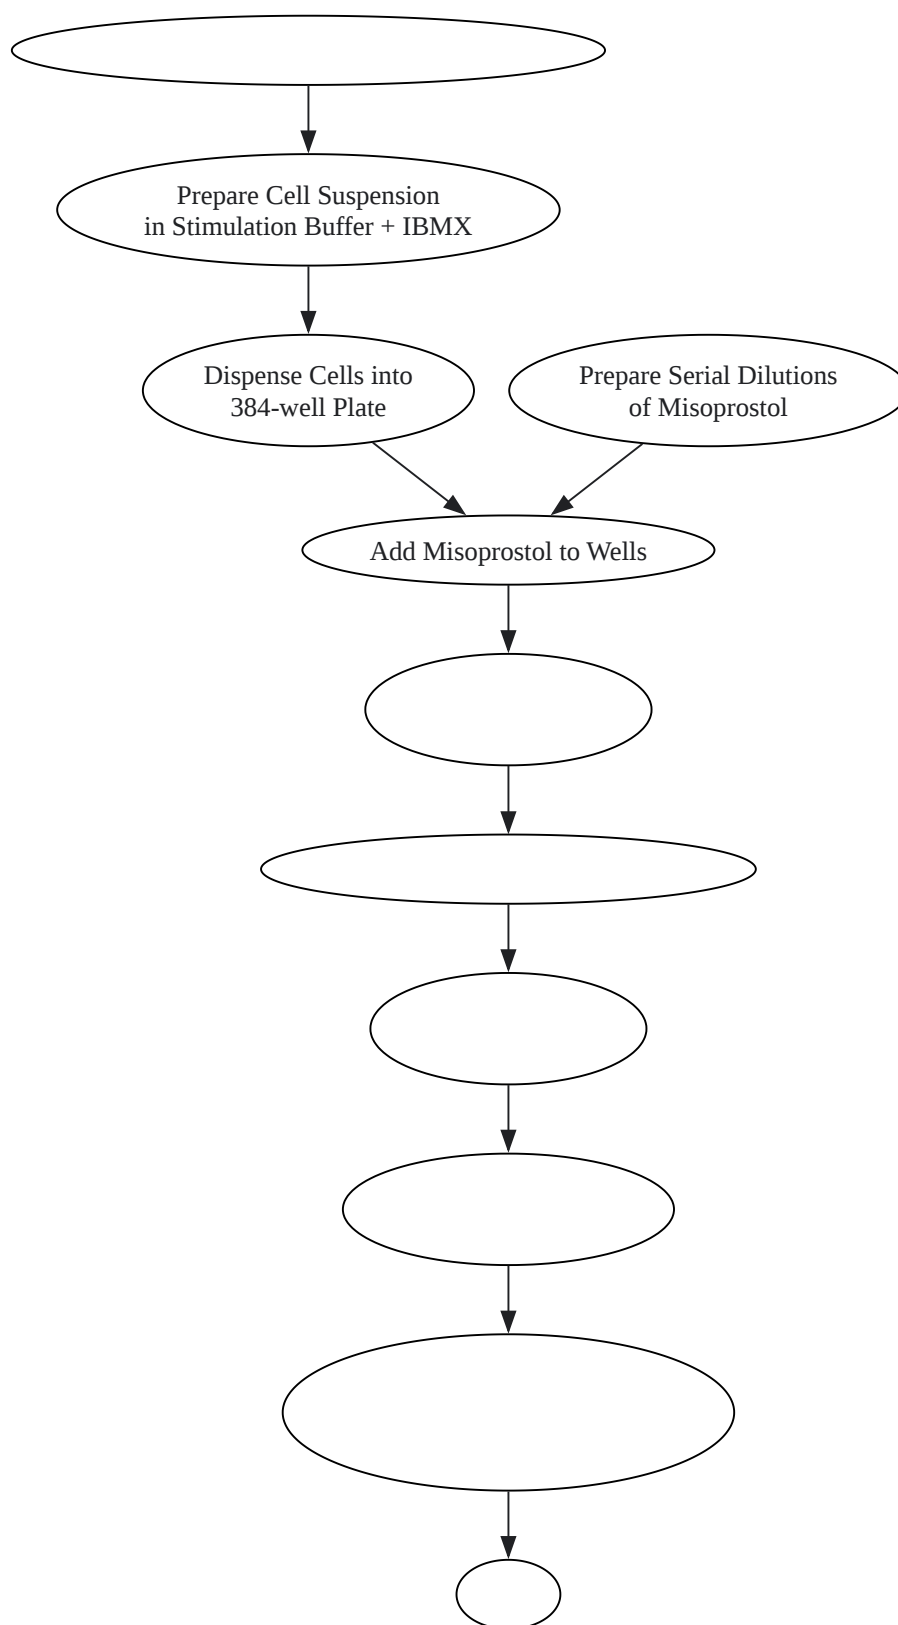 Prepare Cell Suspension
in Stimulation Buffer + IBMX
Dispense Cells into
384-well Plate
Prepare Serial Dilutions
of Misoprostol
Add Misoprostol to Wells